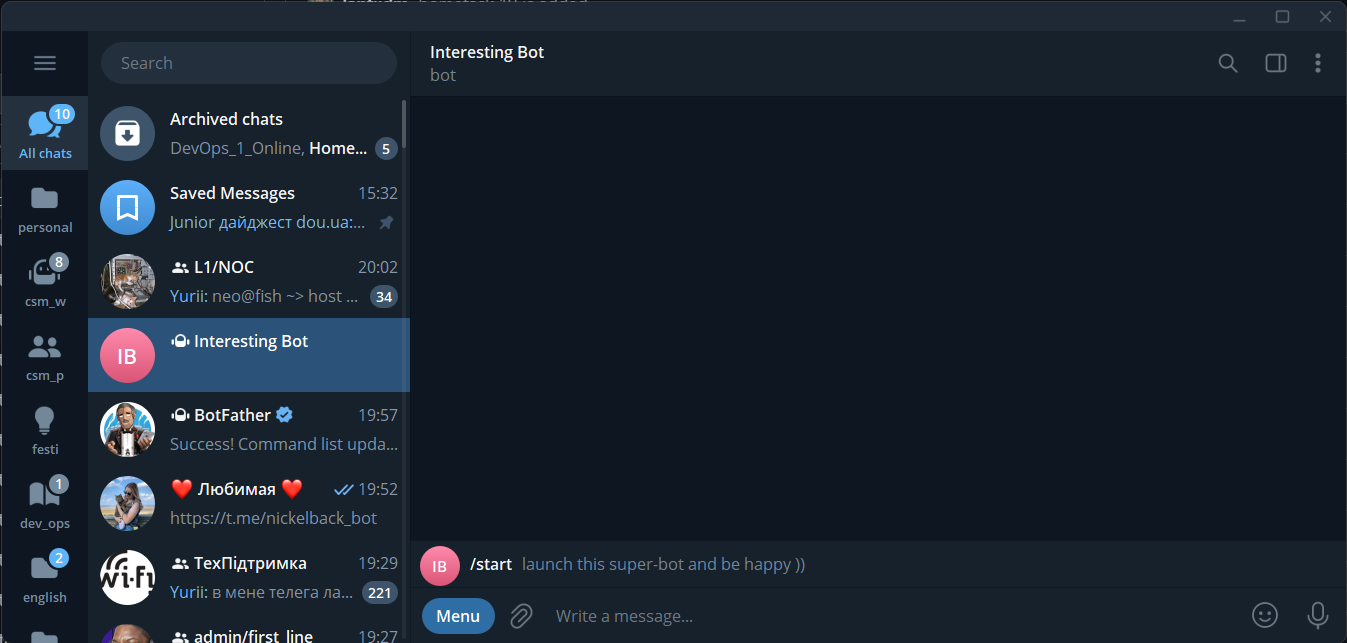 Search
10
All chats
personal
8
csm_w
csm_p
festi
1
dev_ops
2
english
Archived chats
DevOps_1_Online, Home...
5
Saved Messages
15:32
Junior дайджест dou.ua:...
L1/NOC
20:02
Yurii: neo@fish ~> host ...
34
IB
Interesting Bot
BotFather
19:57
Success! Command list upda...
❤️ Любимая ❤️
19:52
https://t.me/nickelback_bot
Wi-Fi
ТехПідтримка
19:29
Yurii: в мене телега ла...
221
admin/first_line
19:27
Interesting Bot
bot
IB
/start launch this super-bot and be happy ))
Menu
Write a message...